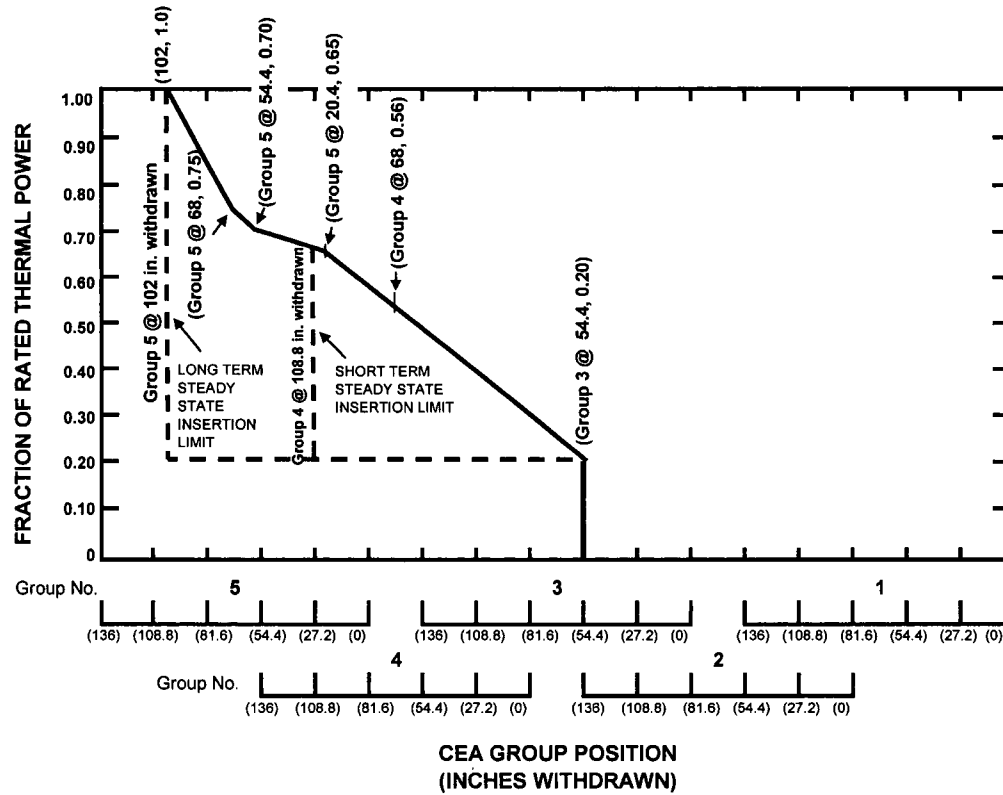 (102, 1.0)
(Group 5 @ 54.4, 0.70)
(Group 5 @ 20.4, 0.65)
(Group 4 @ 68, 0.56)
(Group 3 @ 54.4, 0.20)
(Group 5 @ 68, 0.75)
Group 5 @ 102 in. withdrawn
Group 4 @ 108.8 in. withdrawn
LONG TERM
STEADY
STATE
INSERTION
LIMIT
SHORT TERM
STEADY STATE
INSERTION LIMIT
FRACTION OF RATED THERMAL POWER
1.00
0.90
0.80
0.70
0.60
0.50
0.40
0.30
0.20
0.10
0
Group No. 5 3 1
(136) (108.8) (81.6) (54.4) (27.2) (0) (136) (108.8) (81.6) (54.4) (27.2) (0) (136) (108.8) (81.6) (54.4) (27.2) (0)
Group No. 4 2
(136) (108.8) (81.6) (54.4) (27.2) (0) (136) (108.8) (81.6) (54.4) (27.2) (0)
CEA GROUP POSITION
(INCHES WITHDRAWN)